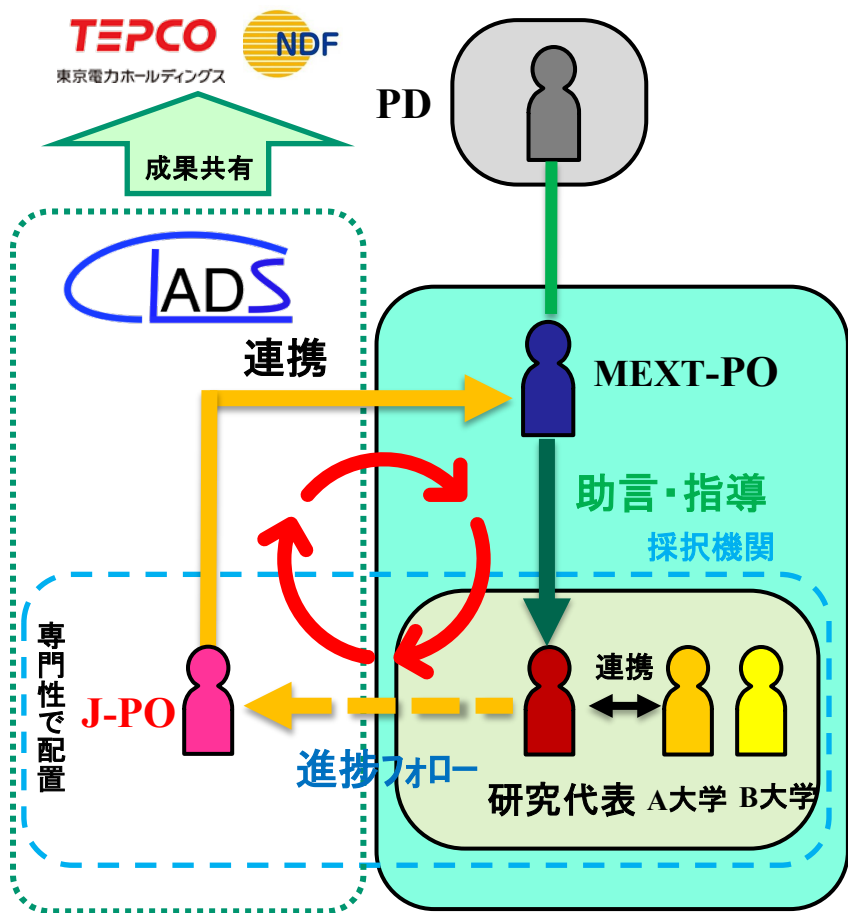 TEPCO
東京電力ホールディングス
NDF
PD
成果共有
CLADS
連携
MEXT-PO
助言・指導
採択機関
専門性で配置
J-PO
連携
進捗フォロー
研究代表
A大学
B大学